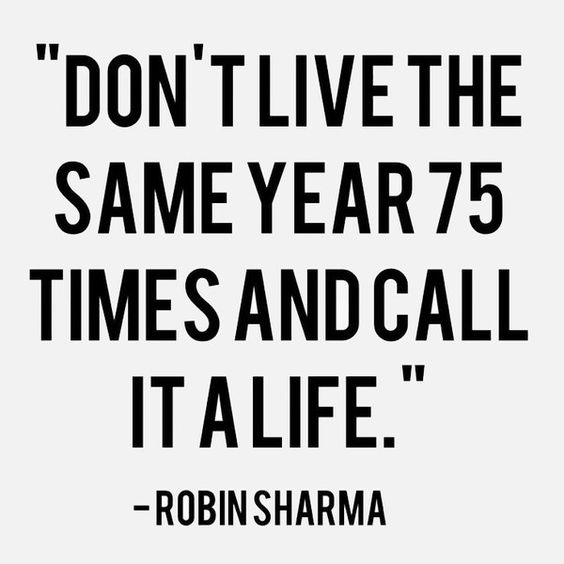 "DON'T LIVE THE
SAME YEAR 75
TIMES AND CALL
IT A LIFE."
-ROBIN SHARMA